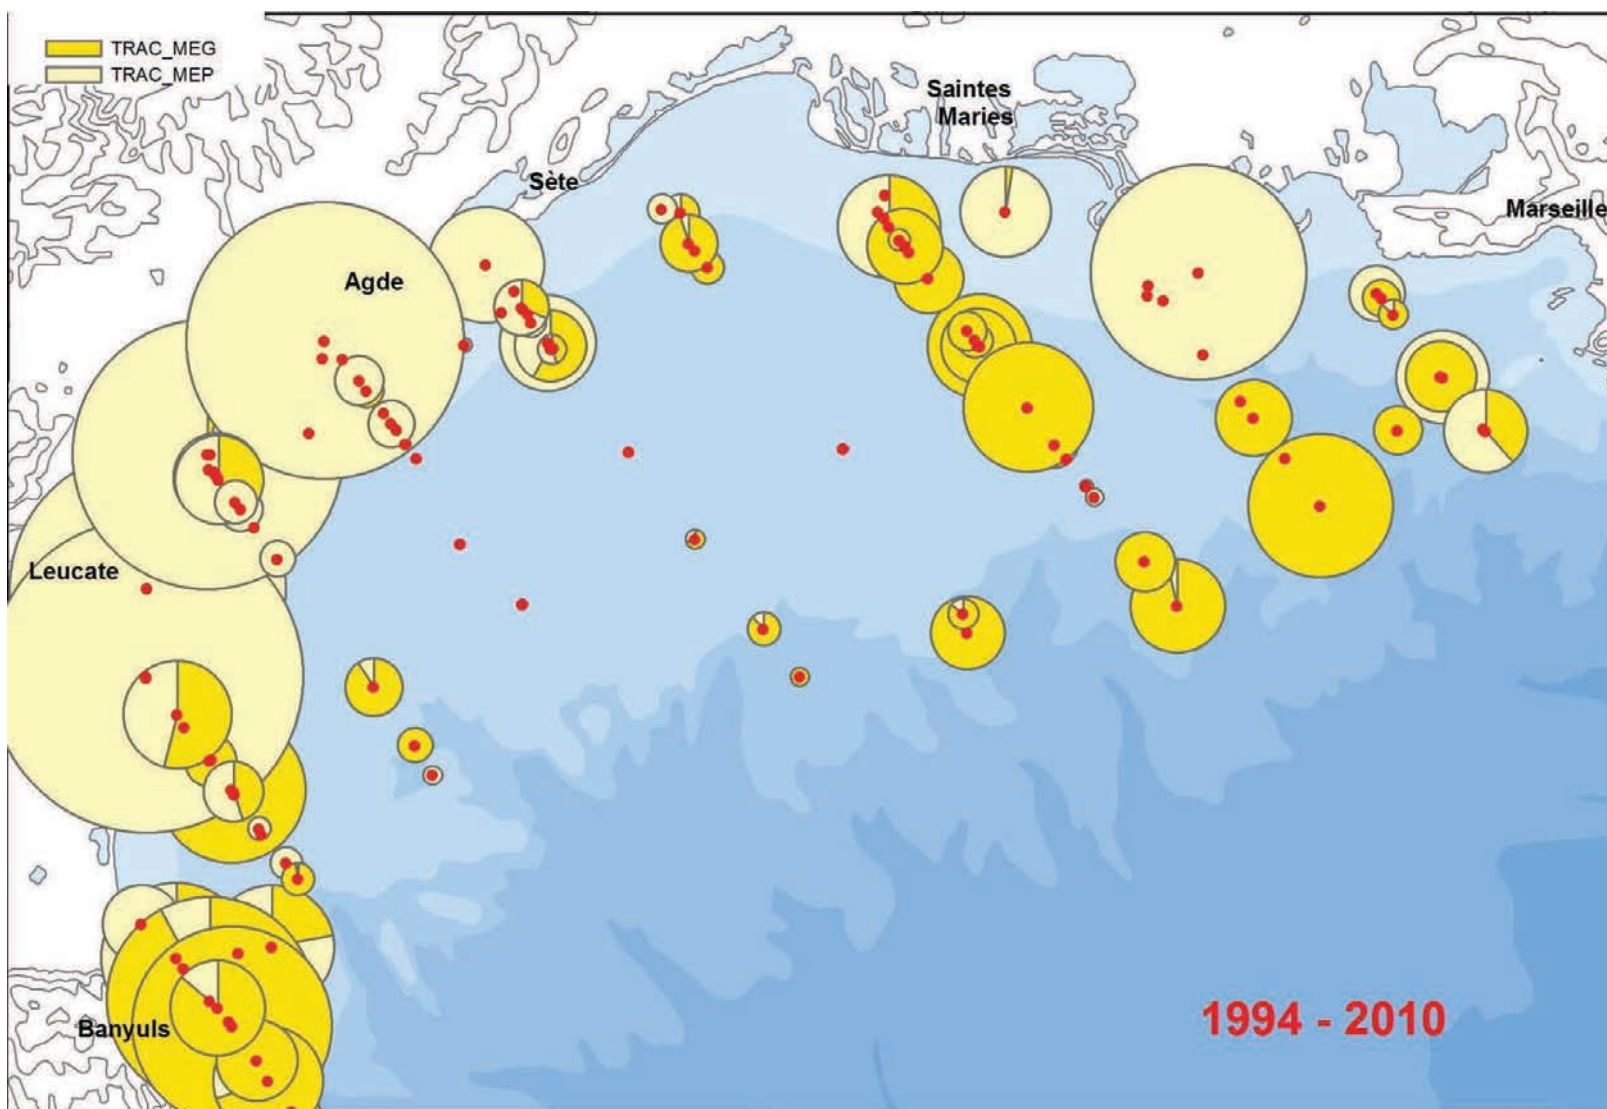 TRAC_MEG
TRAC_MEP
Saintes
Maries
Sète
Marseille
Agde
Leucate
Banyuls
1994 - 2010